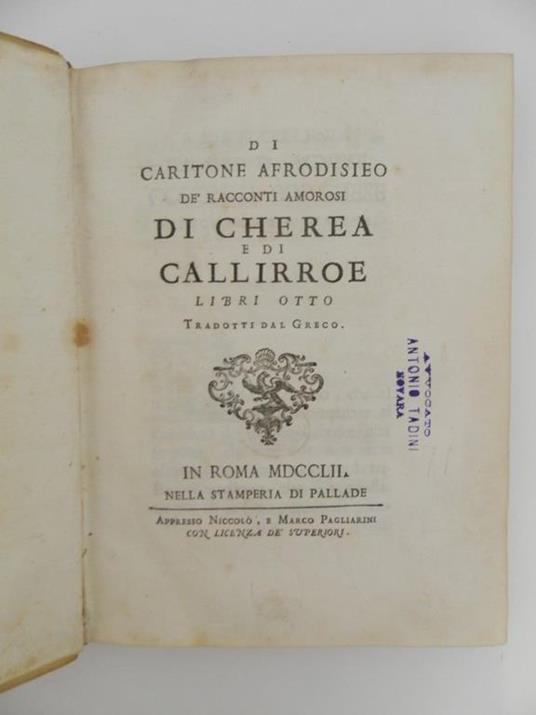 DI
CARITONE AFRODISIEO
DE' RACCONTI AMOROSI
DI CHEREA
E DI
CALLIRROE
LIBRI OTTO
TRADOTTI DAL GRECO.
IN ROMA MDCCLII.
NELLA STAMPERIA DI PALLADE
APPRESSO NICCOLÒ, E MARCO PAGLIARINI
CON LICENZA DE' SUPERIORI.
AVVOCATO
ANTONIO TADINI
NOVARA